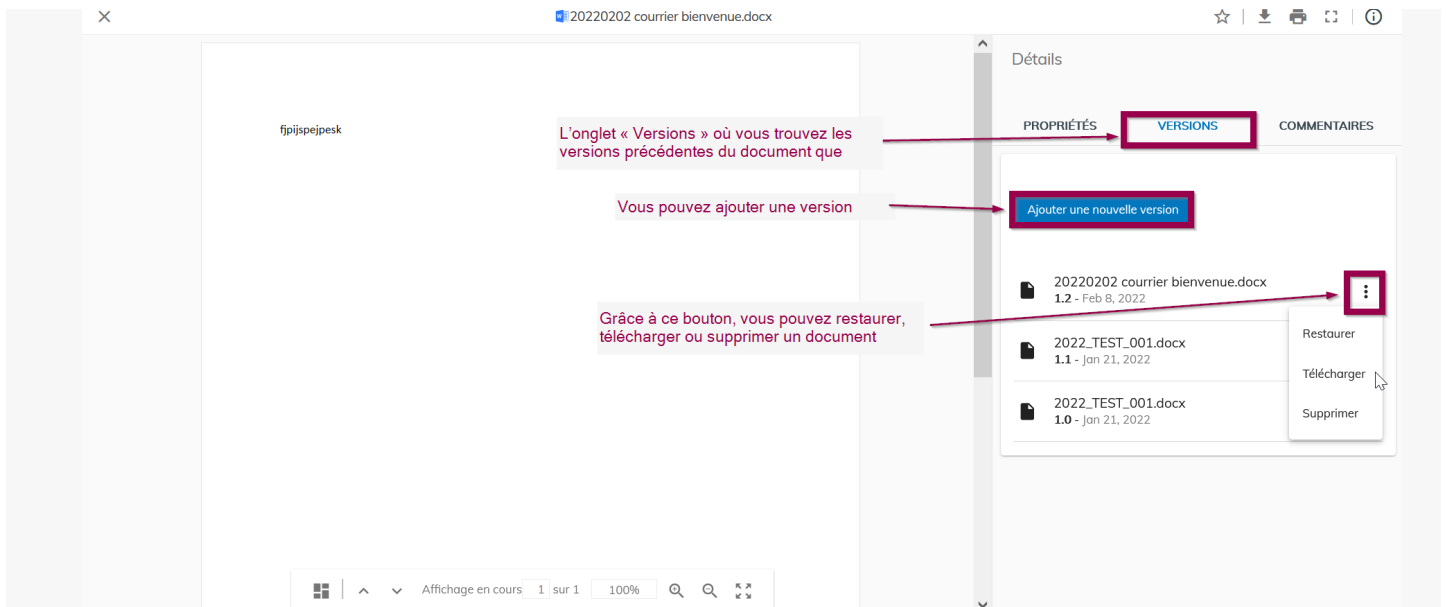 20220202 courrier bienvenue.docx
Détails
PROPRIÉTÉS VERSIONS COMMENTAIRES
fjpijspejpesk
L'onglet « Versions » où vous trouvez les
versions précédentes du document que
Vous pouvez ajouter une version
Ajouter une nouvelle version
20220202 courrier bienvenue.docx
1.2 - Feb 8, 2022
Grâce à ce bouton, vous pouvez restaurer,
télécharger ou supprimer un document
2022_TEST_001.docx
1.1 - Jan 21, 2022
2022_TEST_001.docx
1.0 - Jan 21, 2022
Restaurer
Télécharger
Supprimer
Affichage en cours 1 sur 1 100%